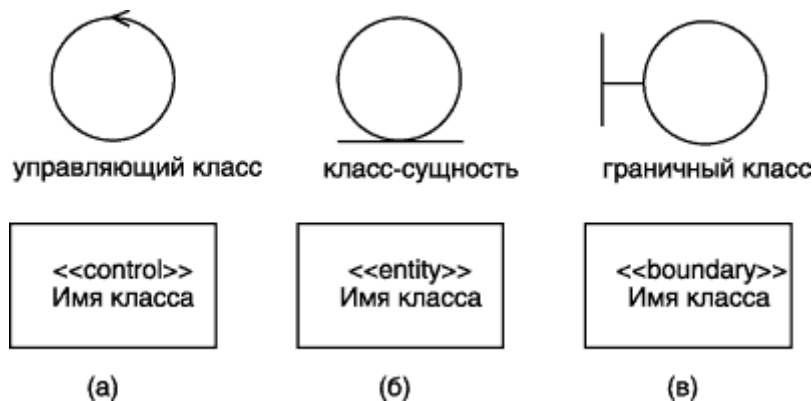 управляющий класс
класс-сущность
граничный класс
<<control>>
Имя класса
<<entity>>
Имя класса
<<boundary>>
Имя класса
(а)
(б)
(в)